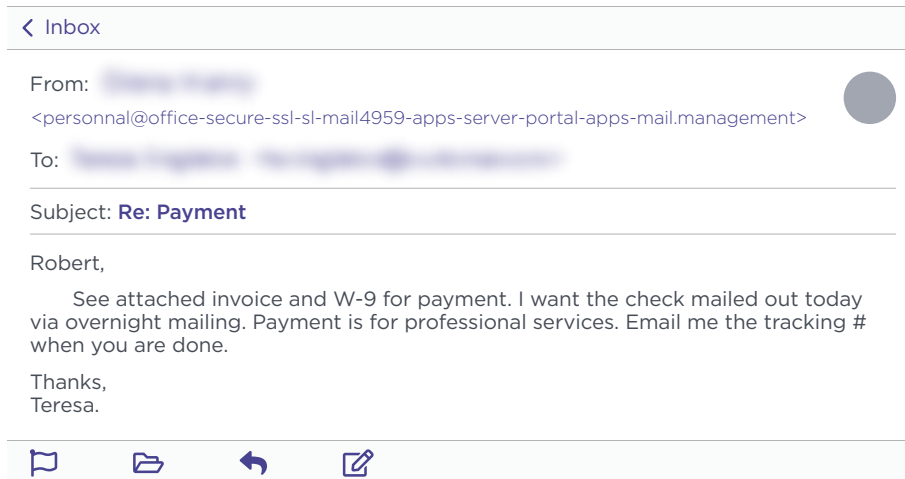 Inbox
From:
<personnal@office-secure-ssl-sl-mail4959-apps-server-portal-apps-mail.management>
To:
Subject: Re: Payment
Robert,
See attached invoice and W-9 for payment. I want the check mailed out today
via overnight mailing. Payment is for professional services. Email me the tracking #
when you are done.
Thanks,
Teresa.